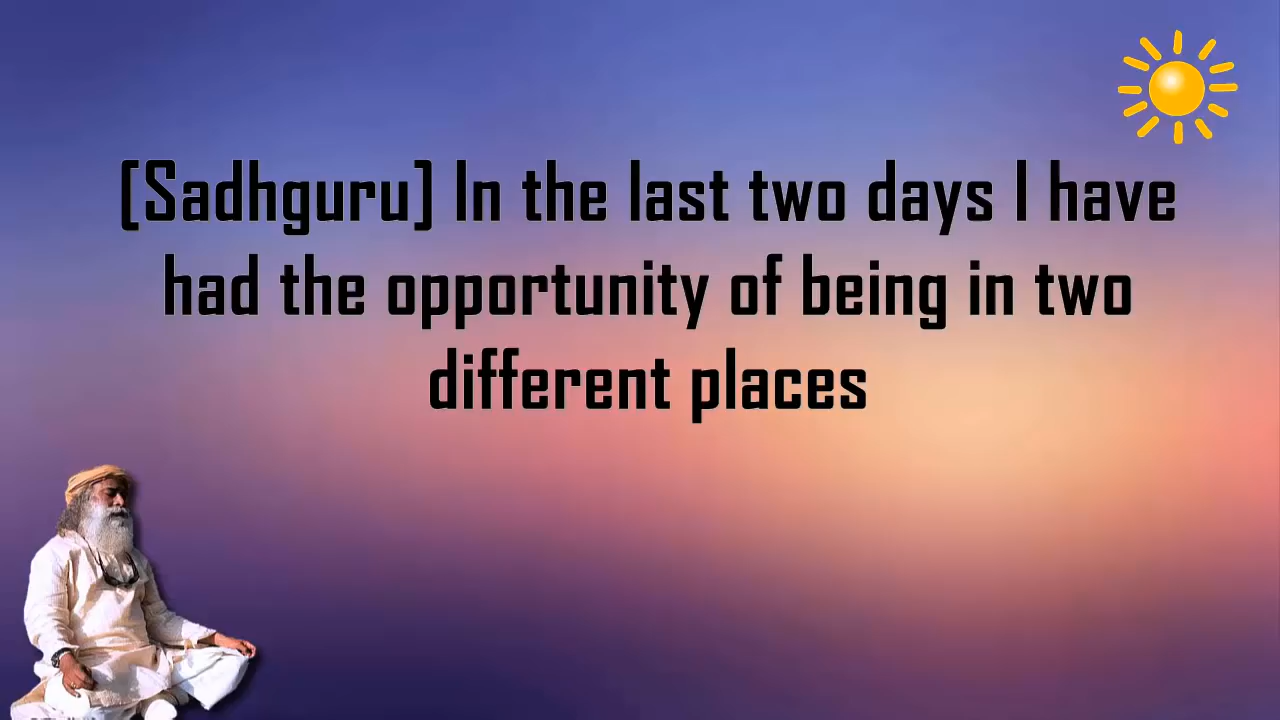 [Sadhguru] In the last two days I have
had the opportunity of being in two
different places